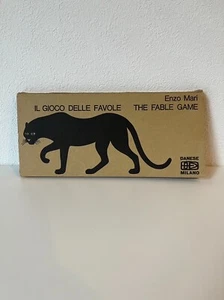 Enzo Mari
IL GIOCO DELLE FAVOLE THE FABLE GAME
DANESE
MILANO